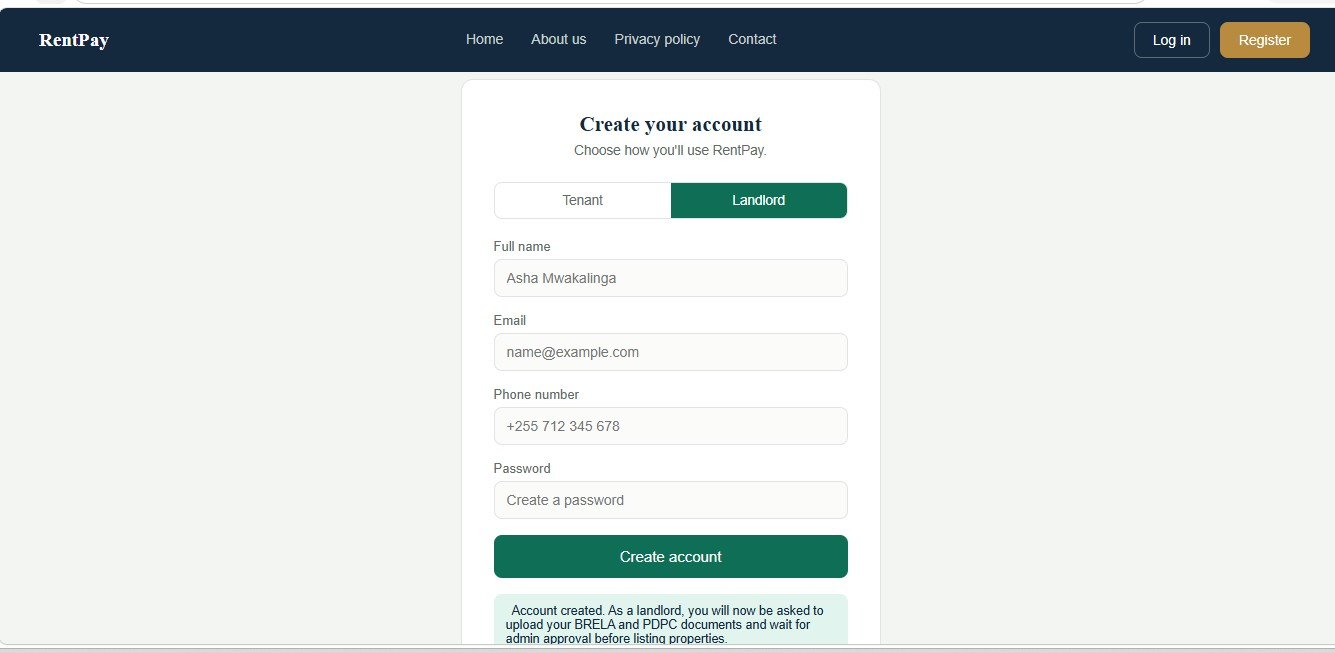 RentPay
Home
About us
Privacy policy
Contact
Log in
Register
Create your account
Choose how you'll use RentPay.
Tenant
Landlord
Full name
Asha Mwakalinga
Email
name@example.com
Phone number
+255 712 345 678
Password
Create a password
Create account
Account created. As a landlord, you will now be asked to
upload your BRELA and PDPC documents and wait for
admin approval before listing properties.